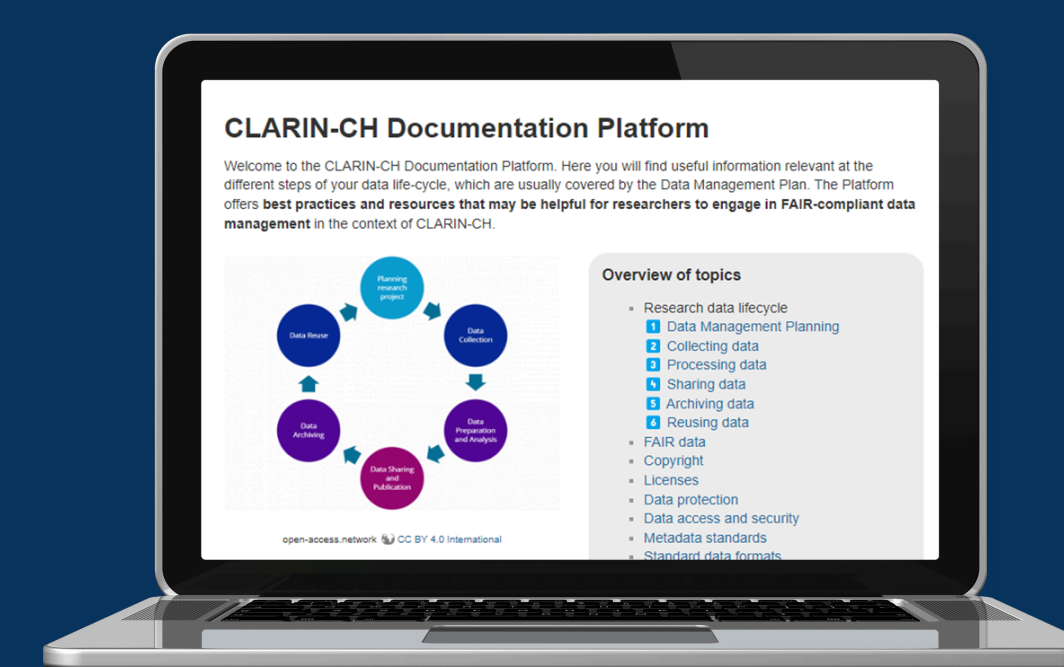 CLARIN-CH Documentation Platform
Welcome to the CLARIN-CH Documentation Platform. Here you will find useful information relevant at the
different steps of your data life-cycle, which are usually covered by the Data Management Plan. The Platform
offers best practices and resources that may be helpful for researchers to engage in FAIR-compliant data
management in the context of CLARIN-CH.
Planning
research
project
Data
Collection
Data
Preparation
and Analysis
Data Sharing
and
Publication
Data
Archiving
Data Reuse
open-access.network CC BY 4.0 International
Overview of topics
Research data lifecycle
1 Data Management Planning
2 Collecting data
3 Processing data
4 Sharing data
5 Archiving data
6 Reusing data
FAIR data
Copyright
Licenses
Data protection
Data access and security
Metadata standards
Standard data formats